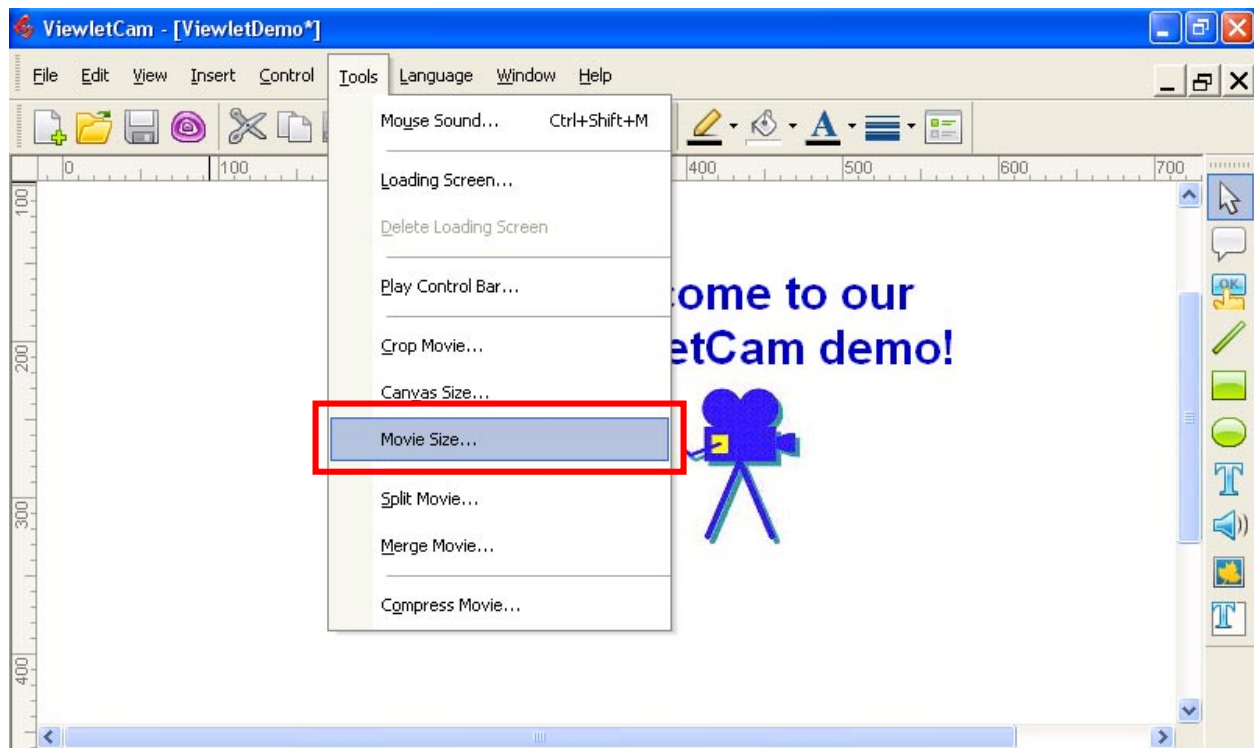 ViewletCam - [ViewletDemo*]
File Edit View Insert Control Tools Language Window Help
Mouse Sound... Ctrl+Shift+M
0 100 400 500 600 700
Loading Screen...
Delete Loading Screen
Play Control Bar...
Crop Movie...
Canvas Size...
Movie Size...
Split Movie...
Merge Movie...
Compress Movie...
come to our
etCam demo!
100
200
300
400
A
OK
T
T